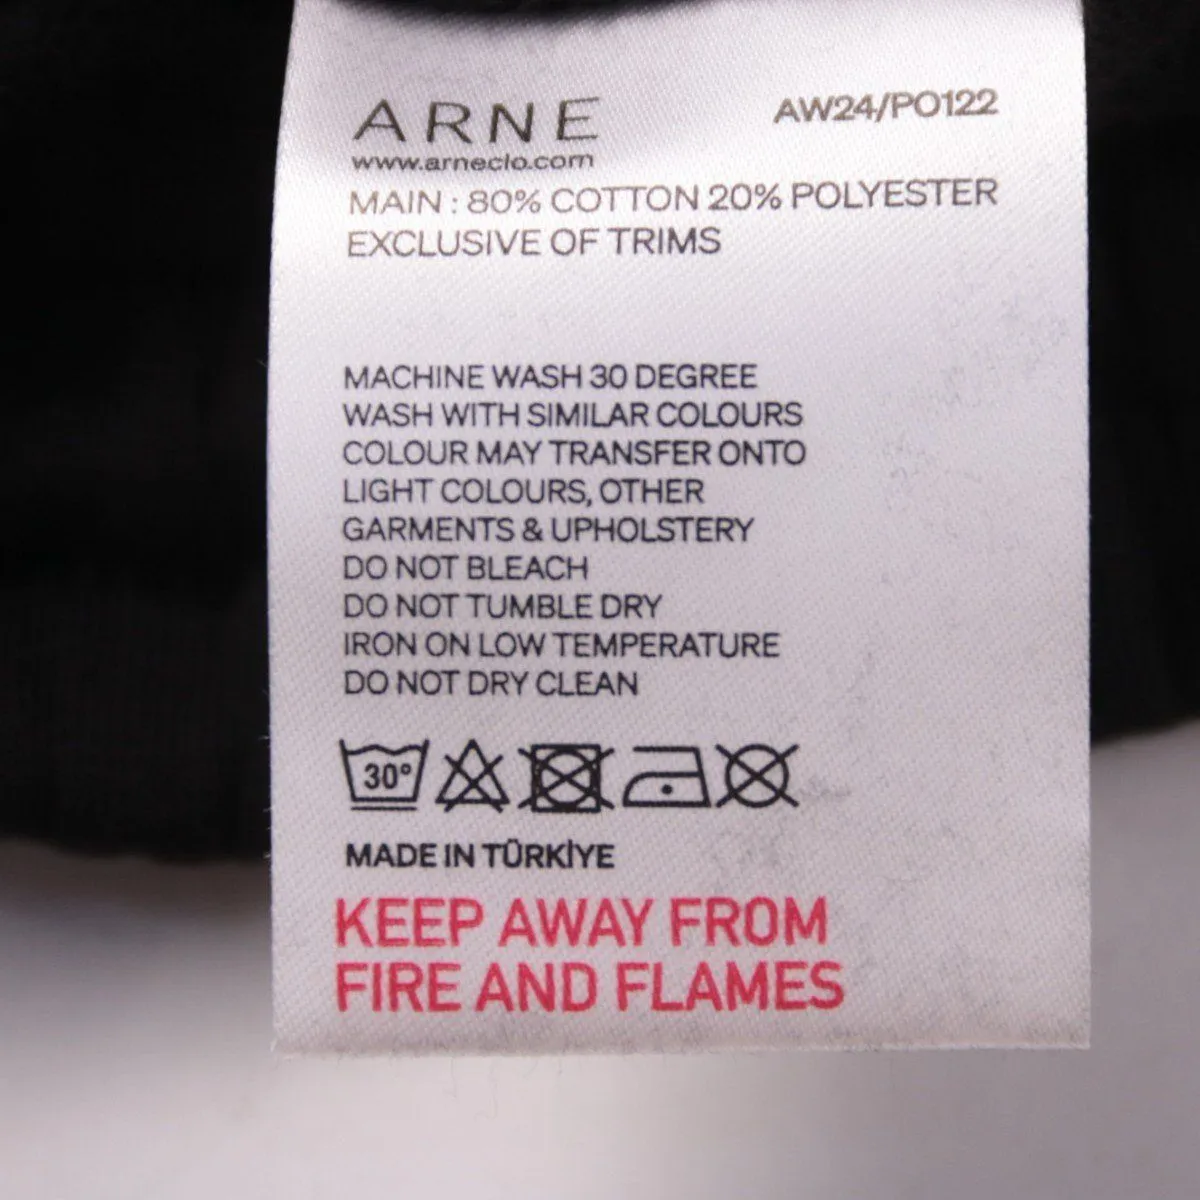 ARNE
AW24/PO122
www.arneclo.com
MAIN : 80% COTTON 20% POLYESTER
EXCLUSIVE OF TRIMS
MACHINE WASH 30 DEGREE
WASH WITH SIMILAR COLOURS
COLOUR MAY TRANSFER ONTO
LIGHT COLOURS, OTHER
GARMENTS & UPHOLSTERY
DO NOT BLEACH
DO NOT TUMBLE DRY
IRON ON LOW TEMPERATURE
DO NOT DRY CLEAN
30°
MADE IN TÜRKİYE
KEEP AWAY FROM
FIRE AND FLAMES